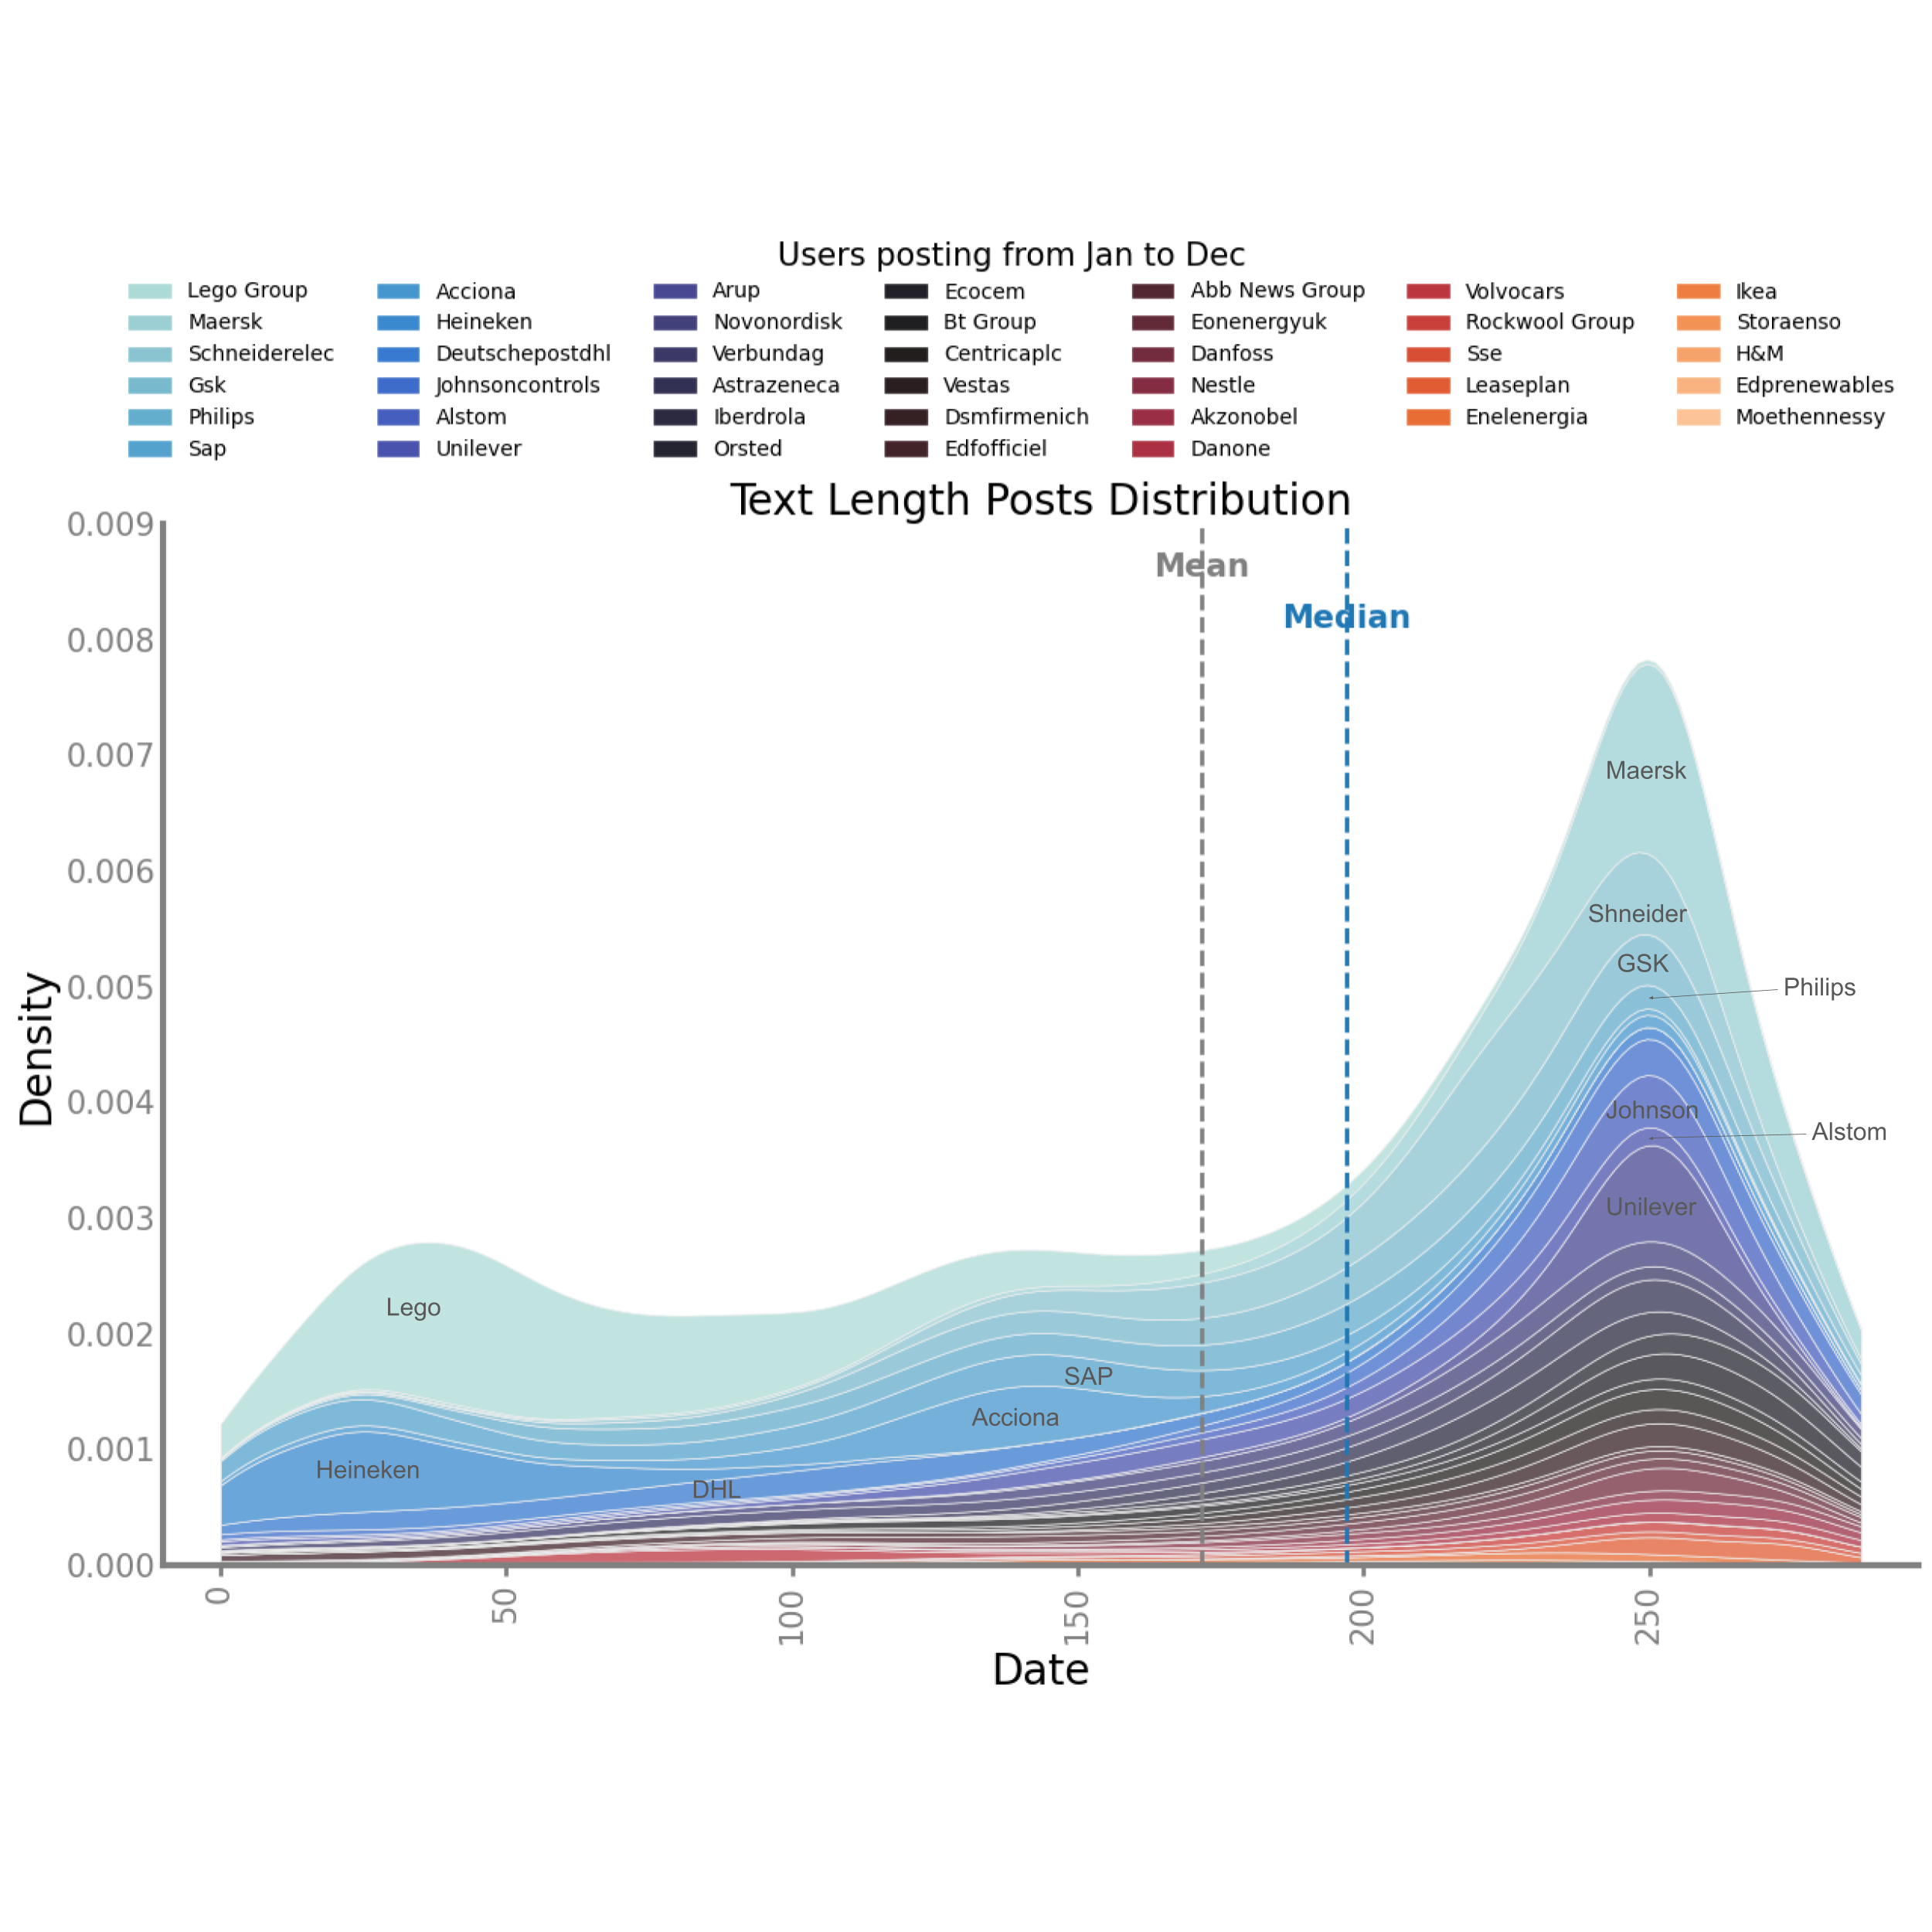 Users posting from Jan to Dec
Lego Group Acciona Arup Ecocem Abb News Group Volvocars Ikea
Maersk Heineken Novonordisk Bt Group Eonenergyuk Rockwool Group Storaenso
Schneiderelec Deutschepostdhl Verbundag Centricaplc Danfoss Sse H&M
Gsk Johnsoncontrols Astrazeneca Vestas Nestle Leaseplan Edprenewables
Philips Alstom Iberdrola Dsmfirmenich Akzonobel Enelenergia Moethennessy
Sap Unilever Orsted Edfofficiel Danone
Text Length Posts Distribution
0.009
Mean
Median
0.008
0.007
Maersk
0.006
Shneider
GSK
0.005
Philips
0.004
Johnson
Alstom
Unilever
0.003
Lego
0.002
SAP
Acciona
0.001
Heineken
DHL
0.000
Density
0 50 100 150 200 250
Date